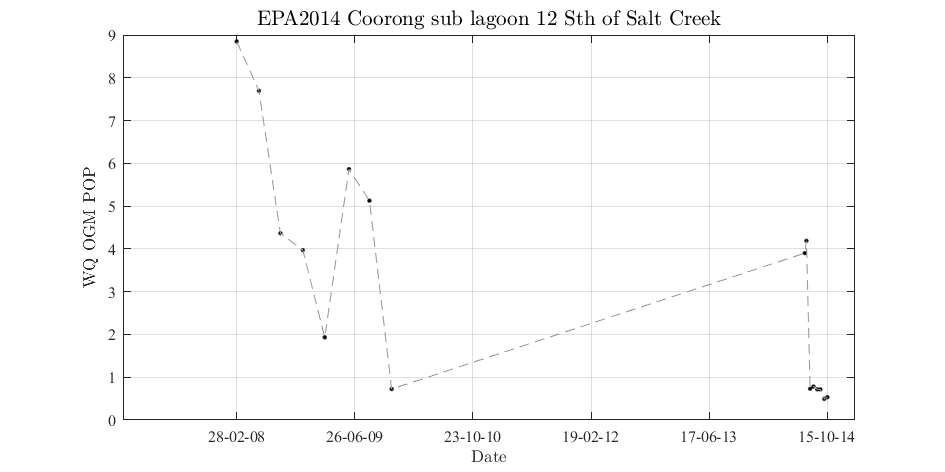 EPA2014 Coorong sub lagoon 12 Sth of Salt Creek
9
8
7
6
5
4
3
2
1
0
WQ OGM POP
28-02-08 26-06-09 23-10-10 19-02-12 17-06-13 15-10-14
Date